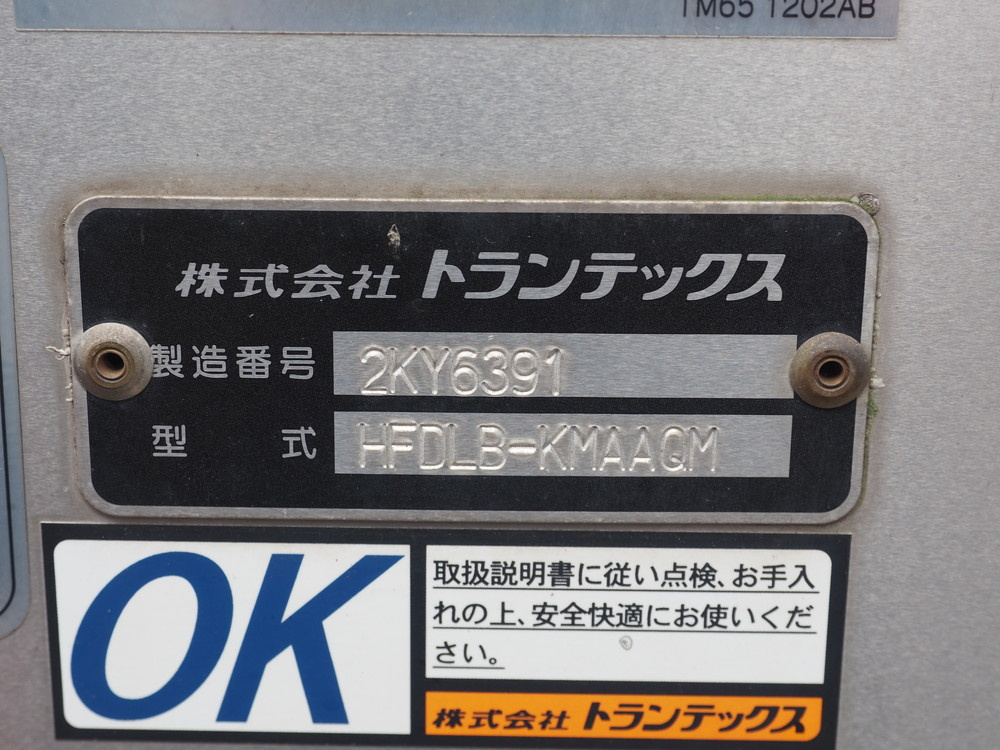 TM65 1202AB
株式会社 トランテックス
製造番号 2KY6391
型 式 HFDLB-KMAAQM
OK
取扱説明書に従い点検、お手入
れの上、安全快適にお使いくだ
さい。
株式会社 トランテックス